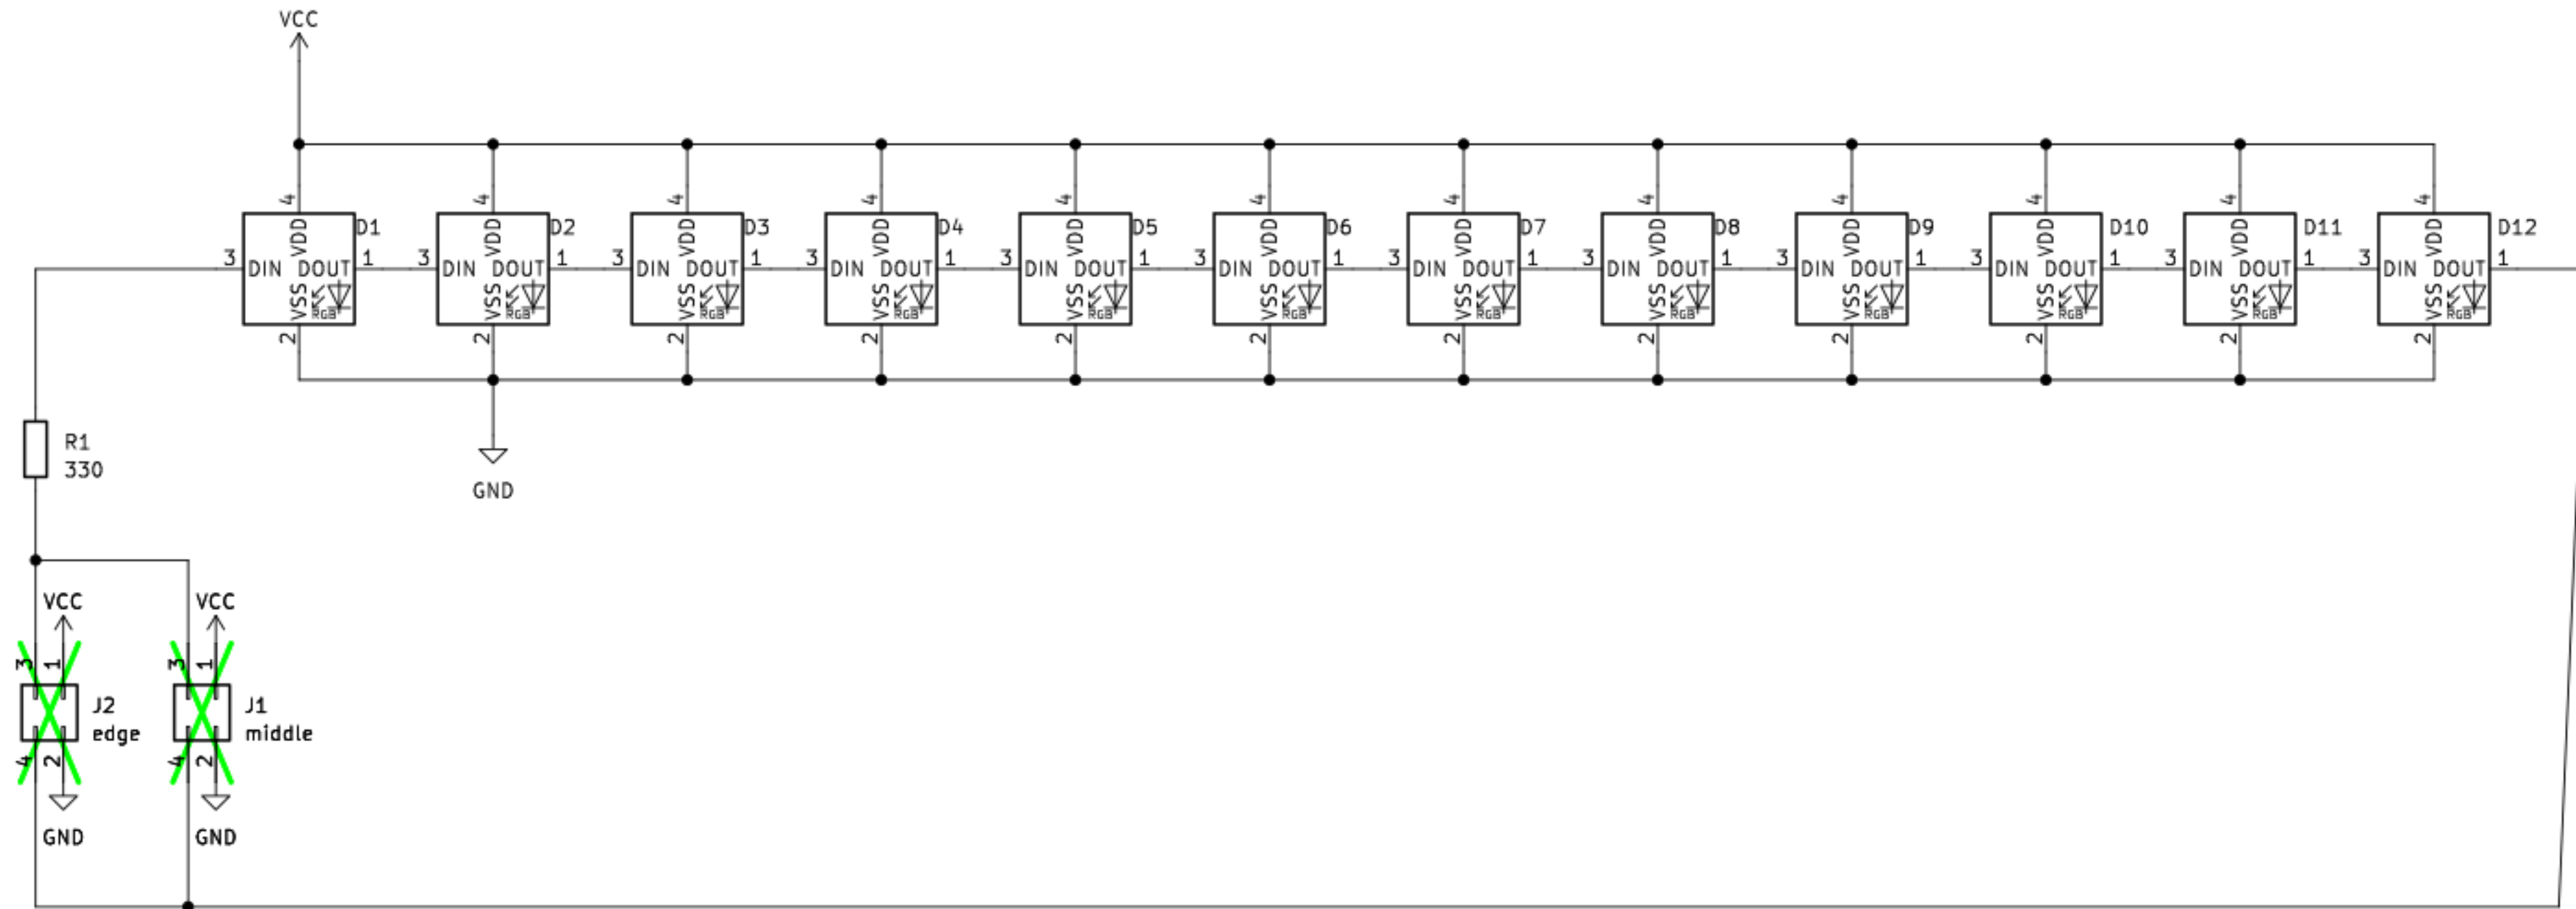 VCC
4 4 4 4 4 4 4 4 4 4 4 4
D1 D2 D3 D4 D5 D6 D7 D8 D9 D10 D11 D12
VDD VDD VDD VDD VDD VDD VDD VDD VDD VDD VDD VDD
3 DIN DOUT 1 3 DIN DOUT 1 3 DIN DOUT 1 3 DIN DOUT 1 3 DIN DOUT 1 3 DIN DOUT 1 3 DIN DOUT 1 3 DIN DOUT 1 3 DIN DOUT 1 3 DIN DOUT 1 3 DIN DOUT 1 3 DIN DOUT 1
VSS RGB VSS RGB VSS RGB VSS RGB VSS RGB VSS RGB VSS RGB VSS RGB VSS RGB VSS RGB VSS RGB VSS RGB
2 2 2 2 2 2 2 2 2 2 2 2
R1
330
GND
VCC VCC
3 1 3 1
J2 J1
edge middle
4 2 4 2
GND GND